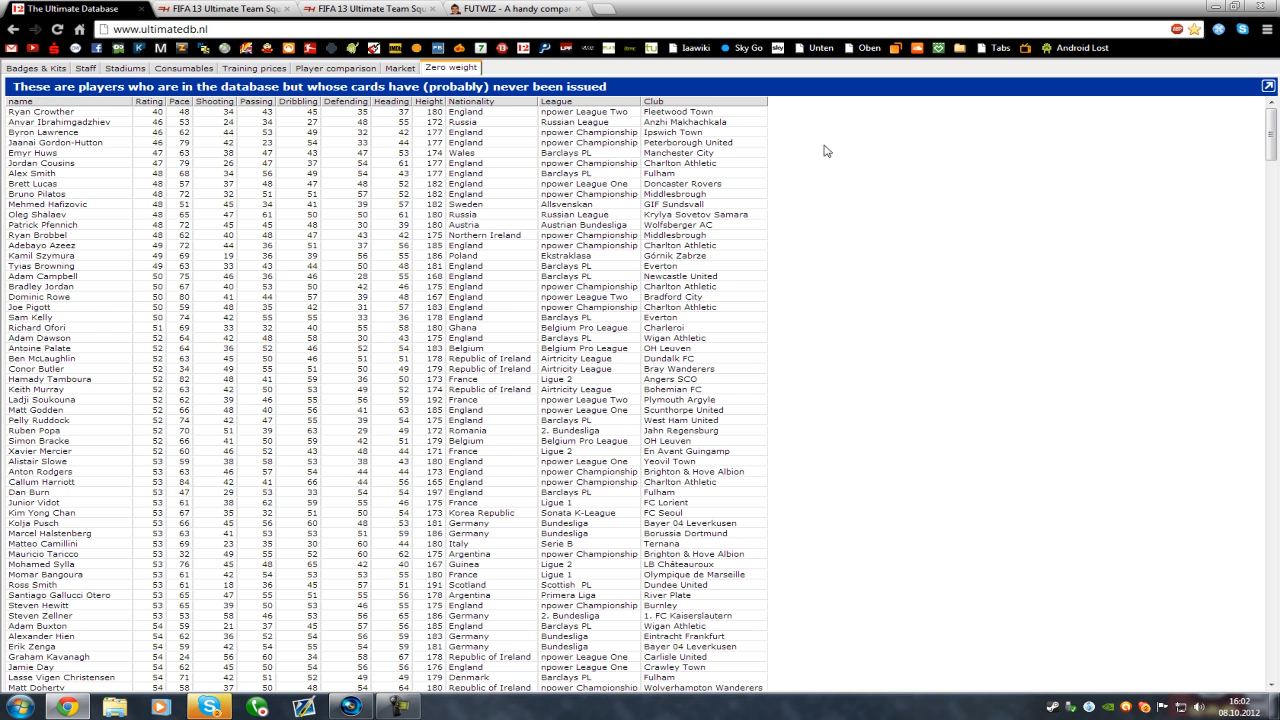 The Ultimate Database
FIFA 13 Ultimate Team Squ
FIFA 13 Ultimate Team Squ
FUTWIZ - A handy compar
www.ultimatedb.nl
laawiki Sky Go sky Unten Oben Tabs Android Lost
Badges & Kits Staff Stadiums Consumables Training prices Player comparison Market Zero weight
These are players who are in the database but whose cards have (probably) never been issued
name Rating Pace Shooting Passing Dribbling Defending Heading Height Nationality League Club
Ryan Crowther 40 48 34 43 45 35 37 180 England npower League Two Fleetwood Town
Anvar Ibrahimgadzhiev 46 53 24 34 27 48 55 172 Russia Russian League Anzhi Makhachkala
Byron Lawrence 46 62 44 53 49 32 42 177 England npower Championship Ipswich Town
Jaanai Gordon-Hutton 46 79 42 23 54 33 44 177 England npower Championship Peterborough United
Emyr Huws 47 63 38 47 43 47 53 174 Wales Barclays PL Manchester City
Jordan Cousins 47 79 26 47 37 54 61 177 England npower Championship Charlton Athletic
Alex Smith 48 68 34 56 49 54 43 177 England Barclays PL Fulham
Brett Lucas 48 57 37 48 47 48 52 182 England npower League One Doncaster Rovers
Bruno Pilatos 48 72 32 51 51 57 52 182 England npower Championship Middlesbrough
Mehmed Hafizovic 48 51 45 34 41 39 57 182 Sweden Allsvenskan GIF Sundsvall
Oleg Shalaev 48 65 47 61 50 50 61 180 Russia Russian League Krylya Sovetov Samara
Patrick Pfennich 48 72 45 45 48 30 39 180 Austria Austrian Bundesliga Wolfsberger AC
Ryan Brobbel 48 62 40 48 47 43 42 175 Northern Ireland npower Championship Middlesbrough
Adebayo Azeez 49 72 44 36 51 37 56 185 England npower Championship Charlton Athletic
Kamil Szymura 49 63 19 36 39 56 55 186 Poland Ekstraklasa Górnik Zabrze
Tyias Browning 49 63 33 43 44 50 48 181 England Barclays PL Everton
Adam Campbell 50 75 46 36 46 28 55 168 England Barclays PL Newcastle United
Bradley Jordan 50 67 40 53 50 42 46 175 England npower Championship Charlton Athletic
Dominic Rowe 50 80 41 44 57 39 48 167 England npower League Two Bradford City
Joe Pigott 50 59 48 35 42 31 57 183 England npower Championship Charlton Athletic
Sam Kelly 50 74 42 55 55 33 36 178 England Barclays PL Everton
Richard Ofori 51 69 33 32 40 55 58 180 Ghana Belgium Pro League Charleroi
Adam Dawson 52 64 42 48 58 30 43 175 England Barclays PL Wigan Athletic
Antoine Palate 52 64 36 52 46 52 54 183 Belgium Belgium Pro League OH Leuven
Ben McLaughlin 52 63 45 50 46 51 51 178 Republic of Ireland Airtricity League Dundalk FC
Conor Butler 52 34 49 55 51 50 49 179 Republic of Ireland Airtricity League Bray Wanderers
Hamady Tamboura 52 82 48 41 59 36 50 173 France Ligue 2 Angers SCO
Keith Murray 52 63 42 50 53 49 52 174 Republic of Ireland Airtricity League Bohemian FC
Ladji Soukouna 52 62 39 46 55 56 59 192 France npower League Two Plymouth Argyle
Matt Godden 52 66 48 40 56 41 63 185 England npower League One Scunthorpe United
Pelly Ruddock 52 74 42 47 55 39 54 175 England Barclays PL West Ham United
Ruben Popa 52 70 51 39 63 29 49 172 Romania 2. Bundesliga Jahn Regensburg
Simon Bracke 52 66 41 50 59 42 51 179 Belgium Belgium Pro League OH Leuven
Xavier Mercier 52 60 46 52 43 48 44 171 France Ligue 2 En Avant Guingamp
Alistair Slowe 53 59 38 58 53 38 43 180 England npower League One Yeovil Town
Anton Rodgers 53 63 46 57 54 44 44 173 England npower Championship Brighton & Hove Albion
Callum Harriott 53 84 42 41 66 44 56 165 England npower Championship Charlton Athletic
Dan Burn 53 47 29 53 33 54 54 197 England Barclays PL Fulham
Junior Vidot 53 61 38 62 59 55 46 175 France Ligue 1 FC Lorient
Kim Yong Chan 53 67 35 32 51 50 54 173 Korea Republic Sonata K-League FC Seoul
Kolja Pusch 53 66 45 56 60 48 53 181 Germany Bundesliga Bayer 04 Leverkusen
Marcel Halstenberg 53 63 41 53 53 51 59 186 Germany Bundesliga Borussia Dortmund
Matteo Camillini 53 69 23 35 30 60 44 180 Italy Serie B Ternana
Mauricio Taricco 53 32 49 55 52 60 62 175 Argentina npower Championship Brighton & Hove Albion
Mohamed Sylla 53 76 45 48 65 42 40 167 Guinea Ligue 2 LB Châteauroux
Momar Bangoura 53 61 42 54 53 53 55 180 France Ligue 1 Olympique de Marseille
Ross Smith 53 61 18 36 45 57 51 191 Scotland Scottish PL Dundee United
Santiago Gallucci Otero 53 65 47 57 55 55 56 178 Argentina Primera Liga River Plate
Steven Hewitt 53 65 39 50 53 46 55 175 England npower Championship Burnley
Steven Zellner 53 53 58 46 53 56 65 186 Germany 2. Bundesliga 1. FC Kaiserslautern
Adam Buxton 54 59 21 37 45 57 56 185 England Barclays PL Wigan Athletic
Alexander Hien 54 62 36 52 54 56 59 183 Germany Bundesliga Eintracht Frankfurt
Erik Zenga 54 59 42 54 55 54 59 181 Germany Bundesliga Bayer 04 Leverkusen
Graham Kavanagh 54 24 56 60 34 58 67 178 Republic of Ireland npower League One Carlisle United
Jamie Day 54 62 45 50 54 56 56 176 England npower League One Crawley Town
Lasse Vigen Christensen 54 71 42 51 52 49 49 179 Denmark Barclays PL Fulham
Matt Doherty 54 58 37 50 48 54 64 180 Republic of Ireland npower Championship Wolverhampton Wanderers
16:02
08.10.2012